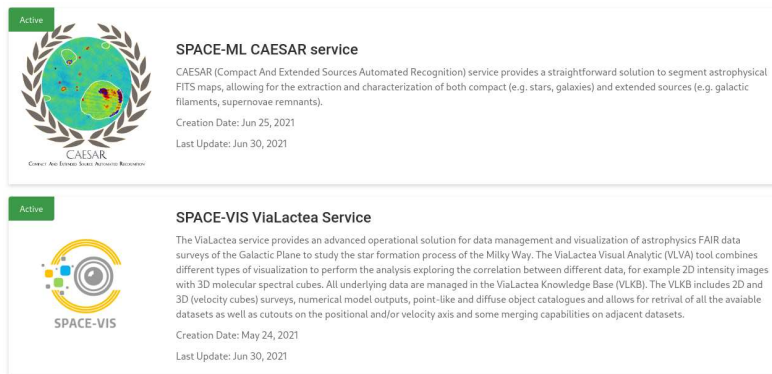 Active
SPACE-ML CAESAR service
CAESAR (Compact And Extended Sources Automated Recognition) service provides a straightforward solution to segment astrophysical
FITS maps, allowing for the extraction and characterization of both compact (e.g. stars, galaxies) and extended sources (e.g. galactic
filaments, supernovae remnants).
Creation Date: Jun 25, 2021
Last Update: Jun 30, 2021
CAESAR
Compact And Extended Source Automated Recognition
Active
SPACE-VIS ViaLactea Service
The ViaLactea service provides an advanced operational solution for data management and visualization of astrophysics FAIR data
surveys of the Galactic Plane to study the star formation process of the Milky Way. The ViaLactea Visual Analytic (VLVA) tool combines
different types of visualization to perform the analysis exploring the correlation between different data, for example 2D intensity images
with 3D molecular spectral cubes. All underlying data are managed in the ViaLactea Knowledge Base (VLKB). The VLKB includes 2D and
3D (velocity cubes) surveys, numerical model outputs, point-like and diffuse object catalogues and allows for retrival of all the avaiable
datasets as well as cutouts on the positional and/or velocity axis and some merging capabilities on adjacent datasets.
Creation Date: May 24, 2021
Last Update: Jun 30, 2021
SPACE-VIS